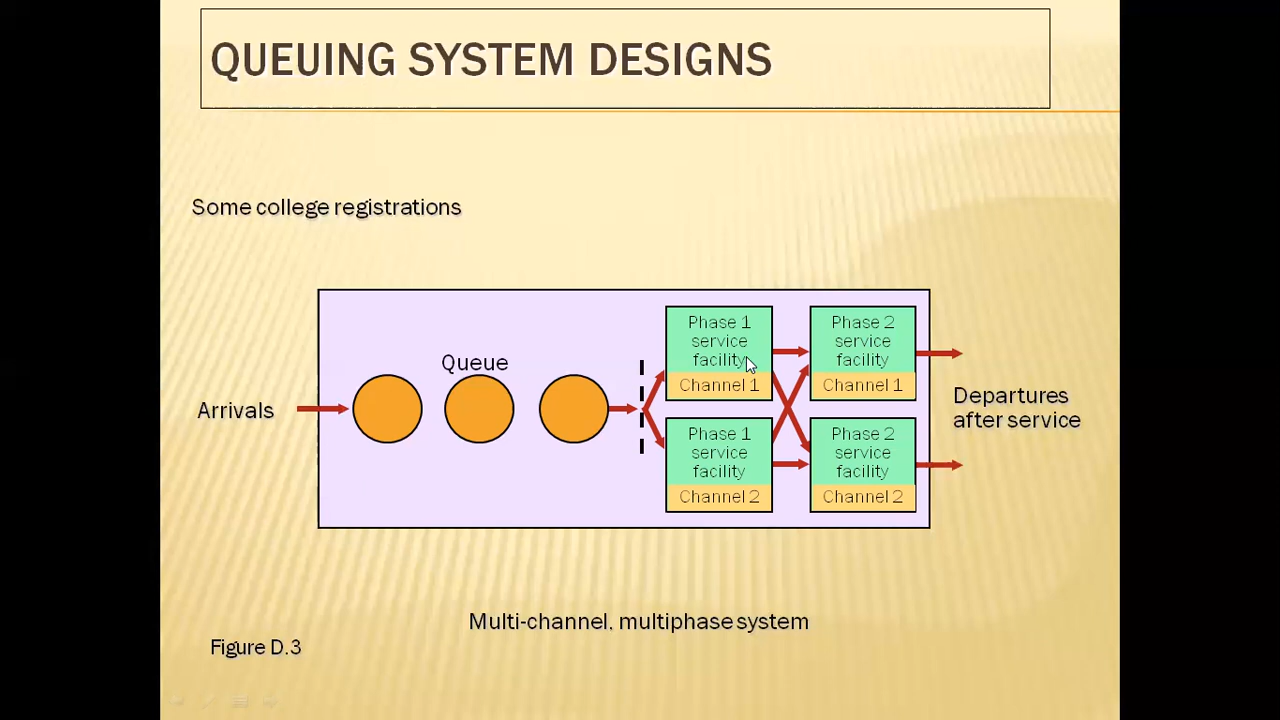 QUEUING SYSTEM DESIGNS
Some college registrations
Arrivals
Queue
Phase 1
service
facility
Channel 1
Phase 2
service
facility
Channel 1
Phase 1
service
facility
Channel 2
Phase 2
service
facility
Channel 2
Departures
after service
Multi-channel, multiphase system
Figure D.3